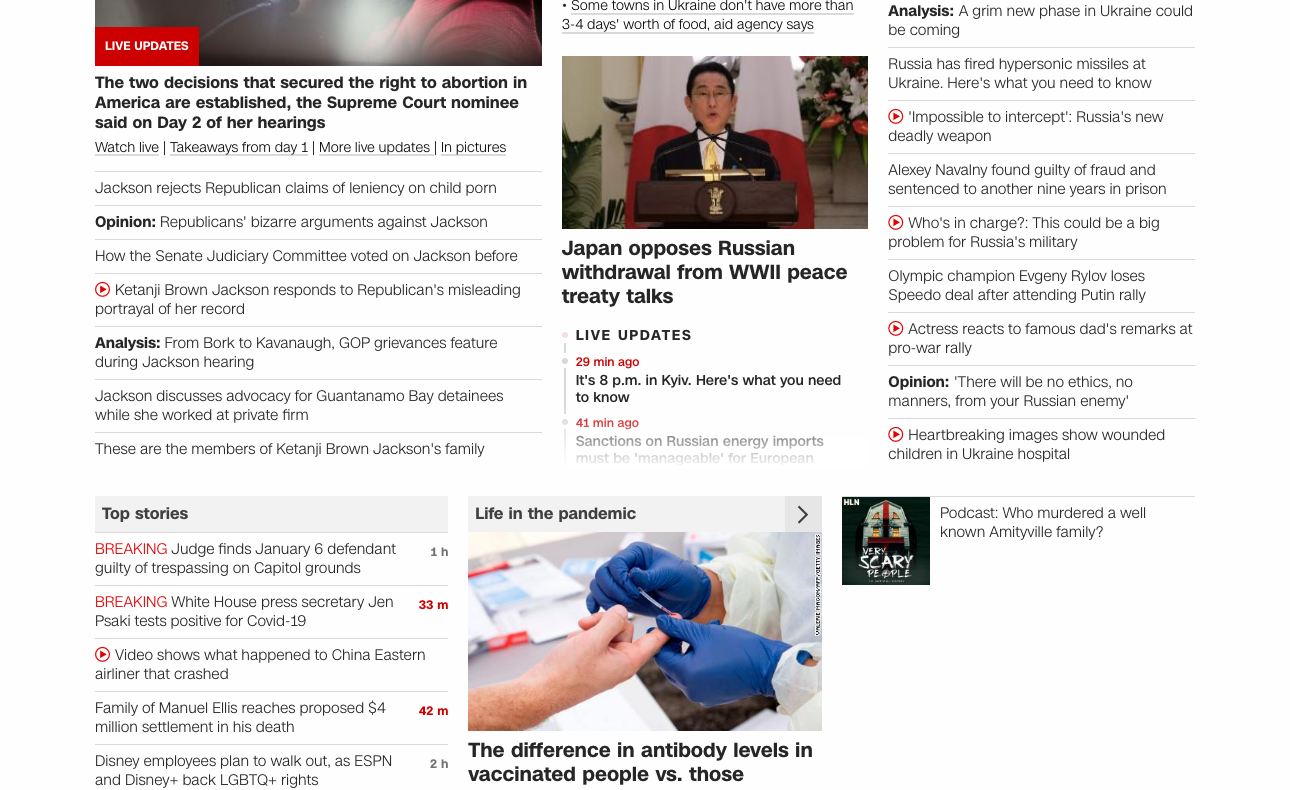 LIVE UPDATES
The two decisions that secured the right to abortion in
America are established, the Supreme Court nominee
said on Day 2 of her hearings
Watch live | Takeaways from day 1 | More live updates | In pictures
Jackson rejects Republican claims of leniency on child porn
Opinion: Republicans' bizarre arguments against Jackson
How the Senate Judiciary Committee voted on Jackson before
Ketanji Brown Jackson responds to Republican's misleading
portrayal of her record
Analysis: From Bork to Kavanaugh, GOP grievances feature
during Jackson hearing
Jackson discusses advocacy for Guantanamo Bay detainees
while she worked at private firm
These are the members of Ketanji Brown Jackson's family
• Some towns in Ukraine don't have more than
3-4 days' worth of food, aid agency says
Japan opposes Russian
withdrawal from WWII peace
treaty talks
LIVE UPDATES
29 min ago
It's 8 p.m. in Kyiv. Here's what you need
to know
41 min ago
Sanctions on Russian energy imports
must be 'manageable' for European
Analysis: A grim new phase in Ukraine could
be coming
Russia has fired hypersonic missiles at
Ukraine. Here's what you need to know
'Impossible to intercept': Russia's new
deadly weapon
Alexey Navalny found guilty of fraud and
sentenced to another nine years in prison
Who's in charge?: This could be a big
problem for Russia's military
Olympic champion Evgeny Rylov loses
Speedo deal after attending Putin rally
Actress reacts to famous dad's remarks at
pro-war rally
Opinion: 'There will be no ethics, no
manners, from your Russian enemy'
Heartbreaking images show wounded
children in Ukraine hospital
Top stories
BREAKING Judge finds January 6 defendant
guilty of trespassing on Capitol grounds
1 h
BREAKING White House press secretary Jen
Psaki tests positive for Covid-19
33 m
Video shows what happened to China Eastern
airliner that crashed
Family of Manuel Ellis reaches proposed $4
million settlement in his death
42 m
Disney employees plan to walk out, as ESPN
and Disney+ back LGBTQ+ rights
2 h
Life in the pandemic
The difference in antibody levels in
vaccinated people vs. those
HLN
VERY
SCARY
PEOPLE
Podcast: Who murdered a well
known Amityville family?